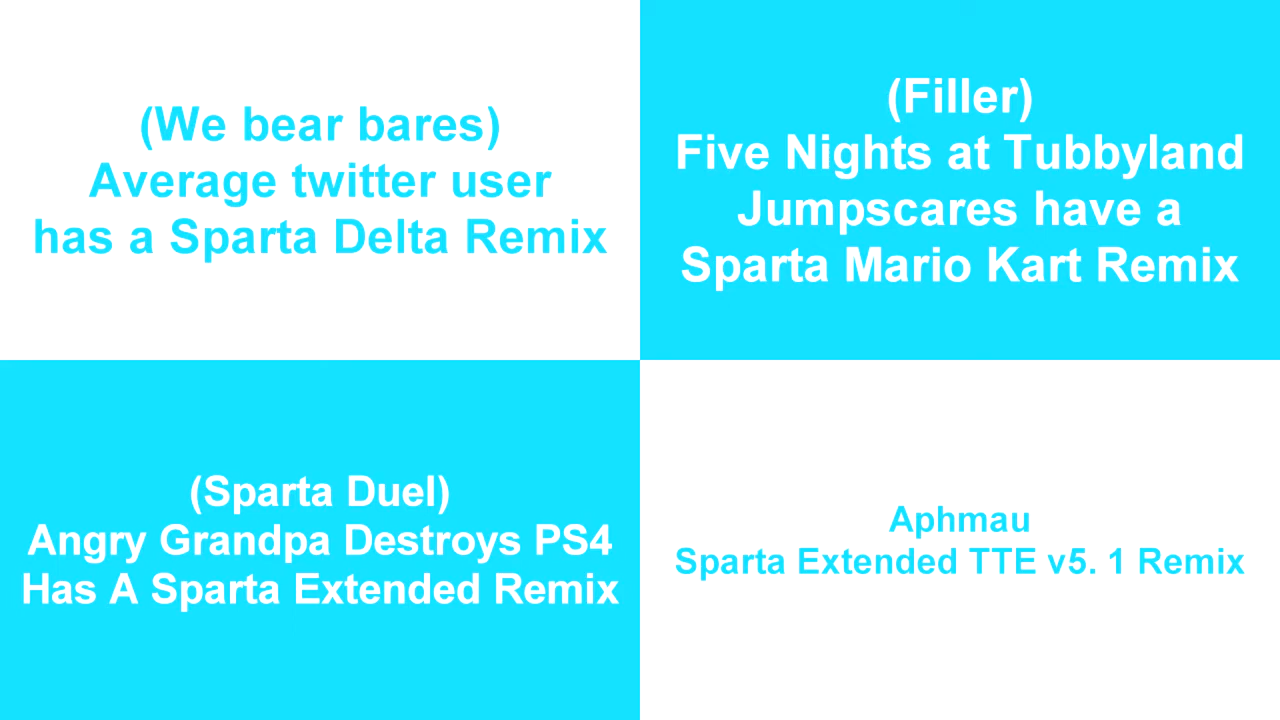 (We bear bares)
Average twitter user
has a Sparta Delta Remix
(Filler)
Five Nights at Tubbyland
Jumpscares have a
Sparta Mario Kart Remix
(Sparta Duel)
Angry Grandpa Destroys PS4
Has A Sparta Extended Remix
Aphmau
Sparta Extended TTE v5. 1 Remix